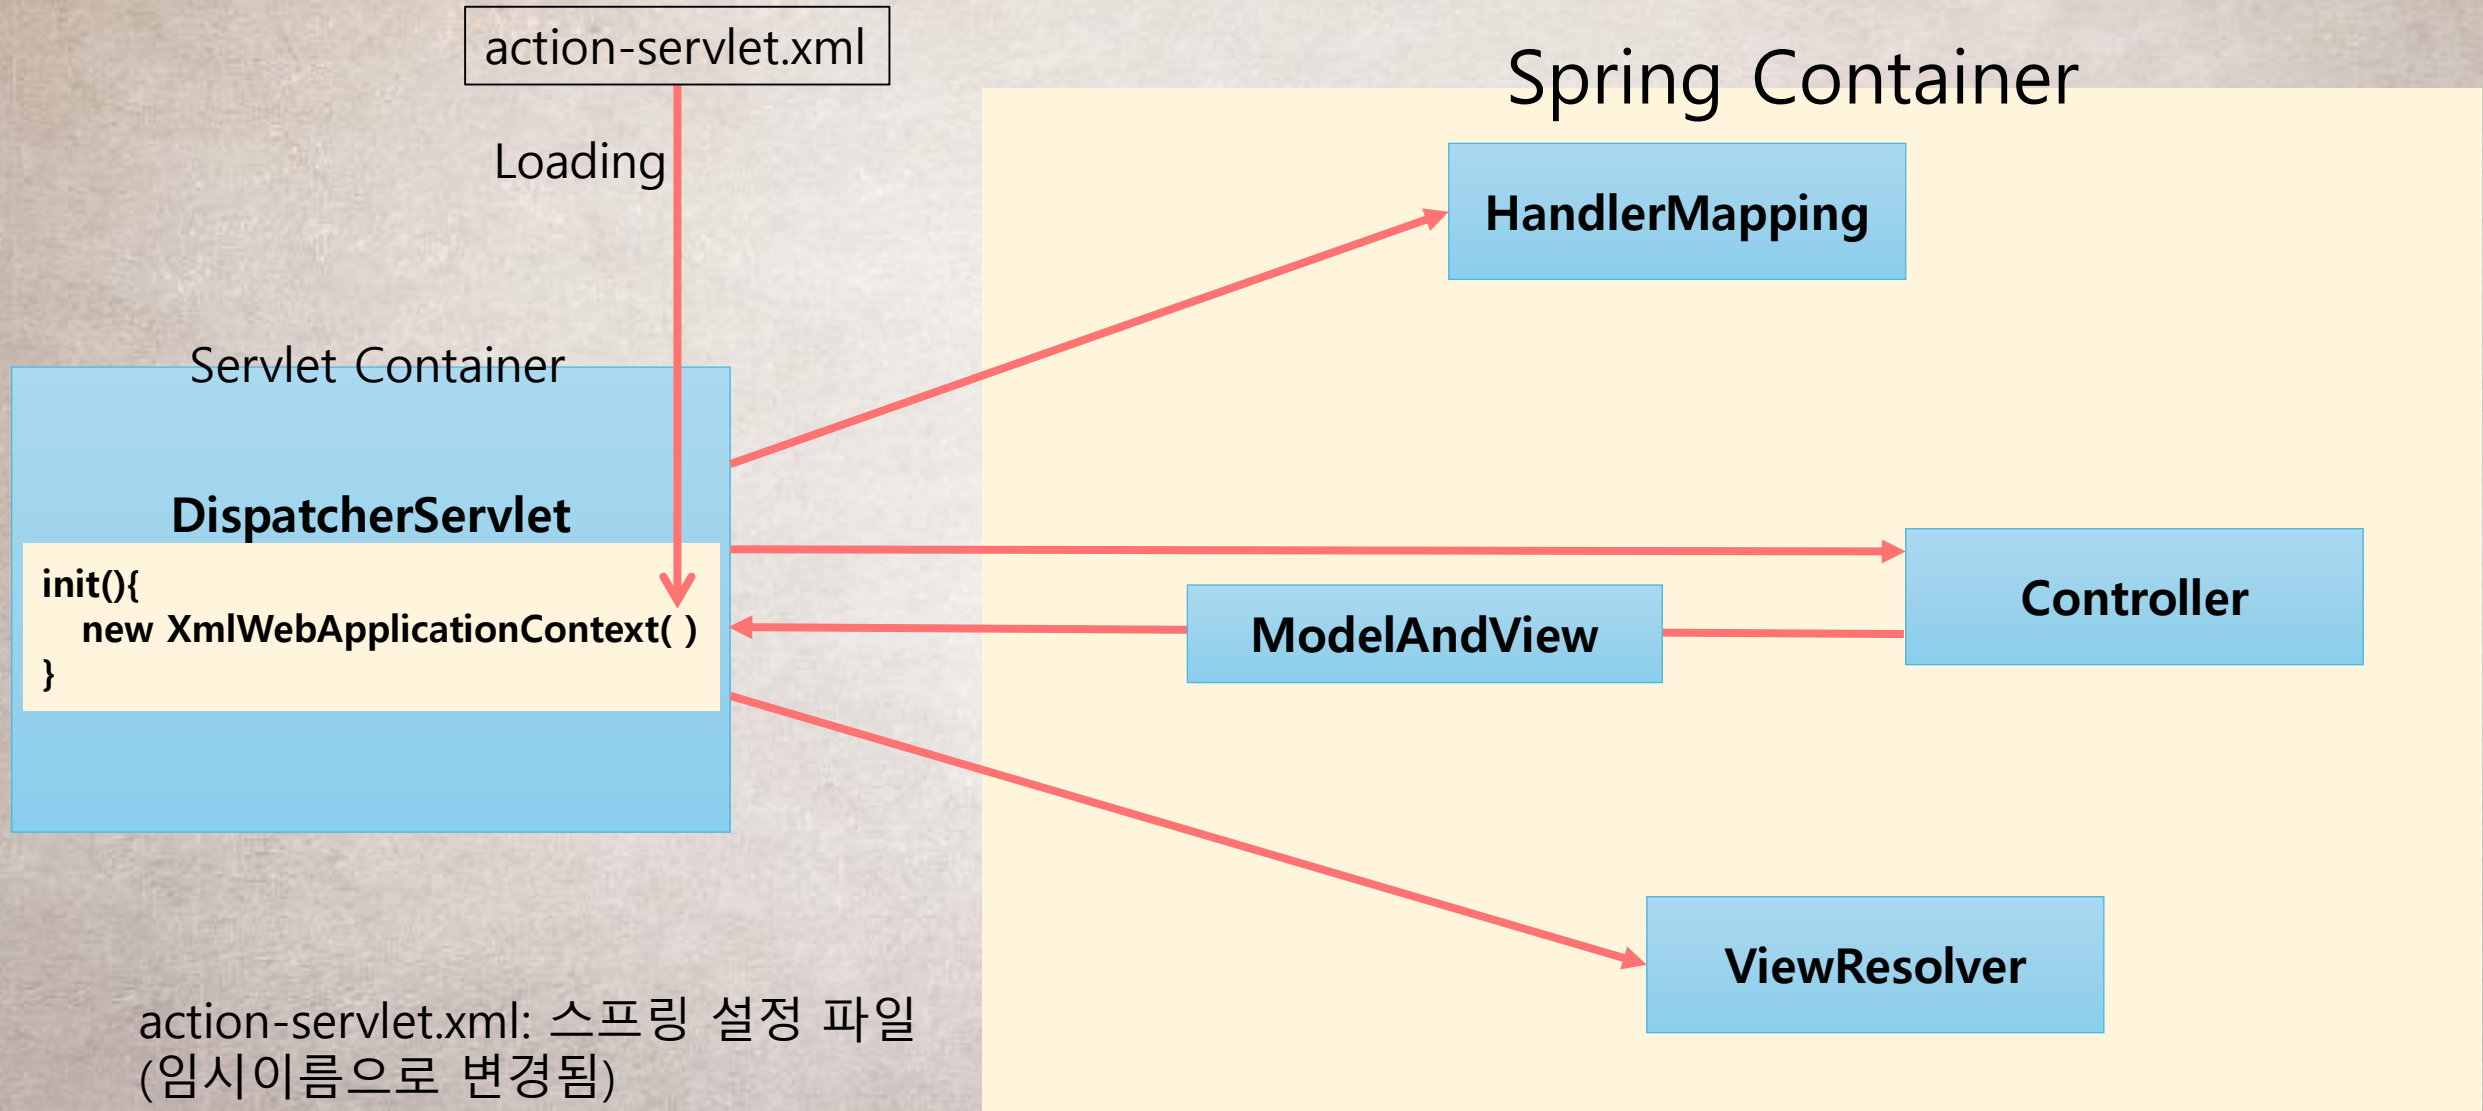 action-servlet.xml
Spring Container
Loading
HandlerMapping
Servlet Container
DispatcherServlet
init(){
new XmlWebApplicationContext( )
}
Controller
ModelAndView
ViewResolver
action-servlet.xml: 스프링 설정 파일
(임시이름으로 변경됨)